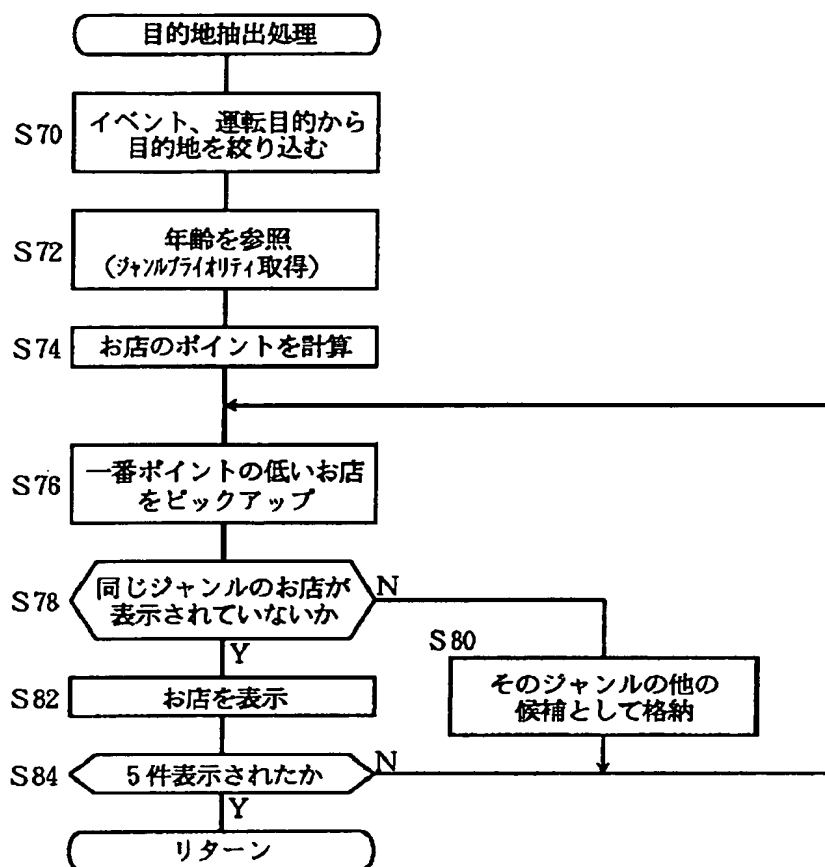 目的地抽出処理
S70
イベント、運転目的から
目的地を絞り込む
S72
年齢を参照
(ジャンルプライオリティ取得)
S74
お店のポイントを計算
S76
一番ポイントの低いお店
をピックアップ
S78
同じジャンルのお店が
表示されていないか
N
Y
S80
そのジャンルの他の
候補として格納
S82
お店を表示
S84
5件表示されたか
N
Y
リターン